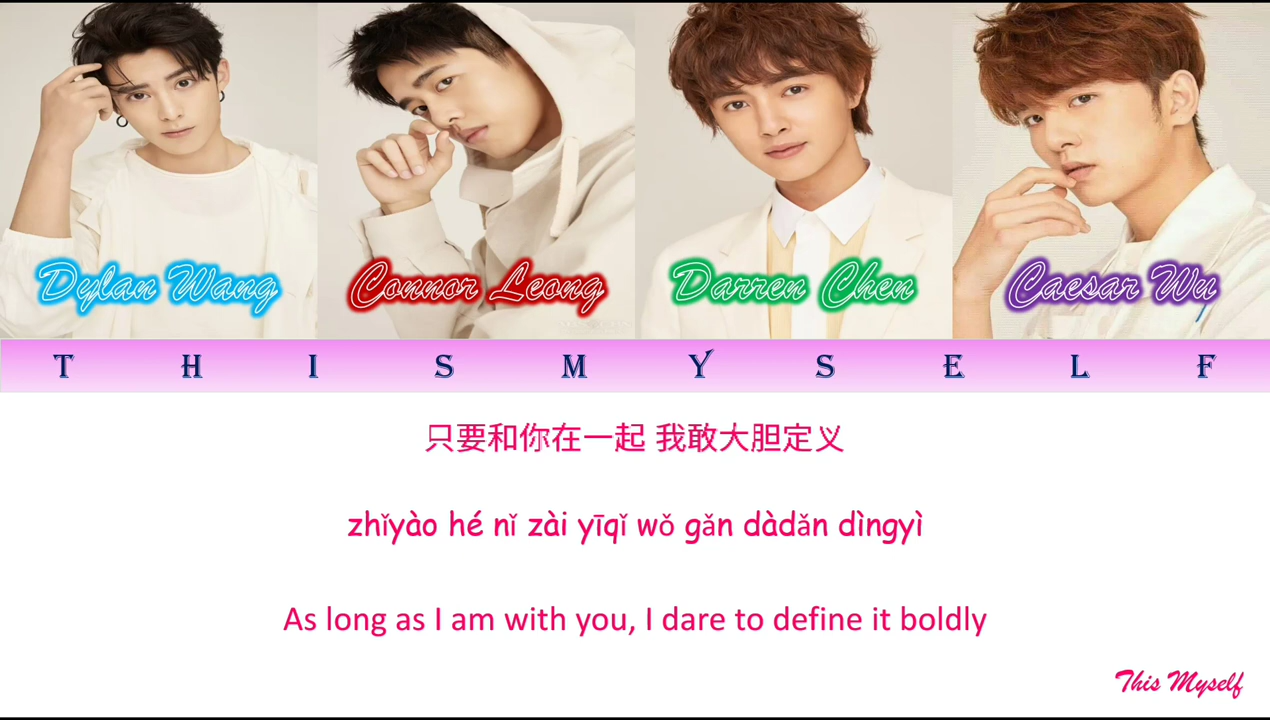 Dylan Wang Connor Leong Darren Chen Caesar Wu
T H I S M Y S E L F
只要和你在一起 我敢大胆定义
zhǐyào hé nǐ zài yīqǐ wǒ gǎn dàdǎn dìngyì
As long as I am with you, I dare to define it boldly
This Myself